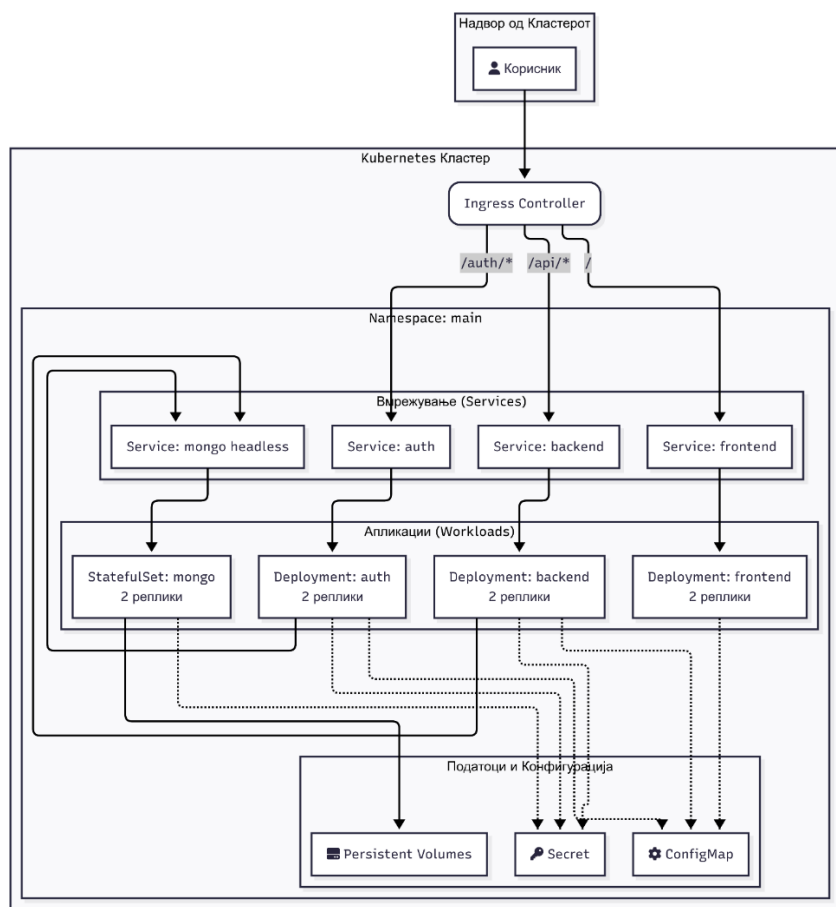 Надвор од Кластерот
Корисник
Kubernetes Кластер
Ingress Controller
/auth/*
/api/*
/
Namespace: main
Вмрежување (Services)
Service: mongo headless
Service: auth
Service: backend
Service: frontend
Апликации (Workloads)
StatefulSet: mongo
2 реплики
Deployment: auth
2 реплики
Deployment: backend
2 реплики
Deployment: frontend
2 реплики
Податоци и Конфигурација
Persistent Volumes
Secret
ConfigMap